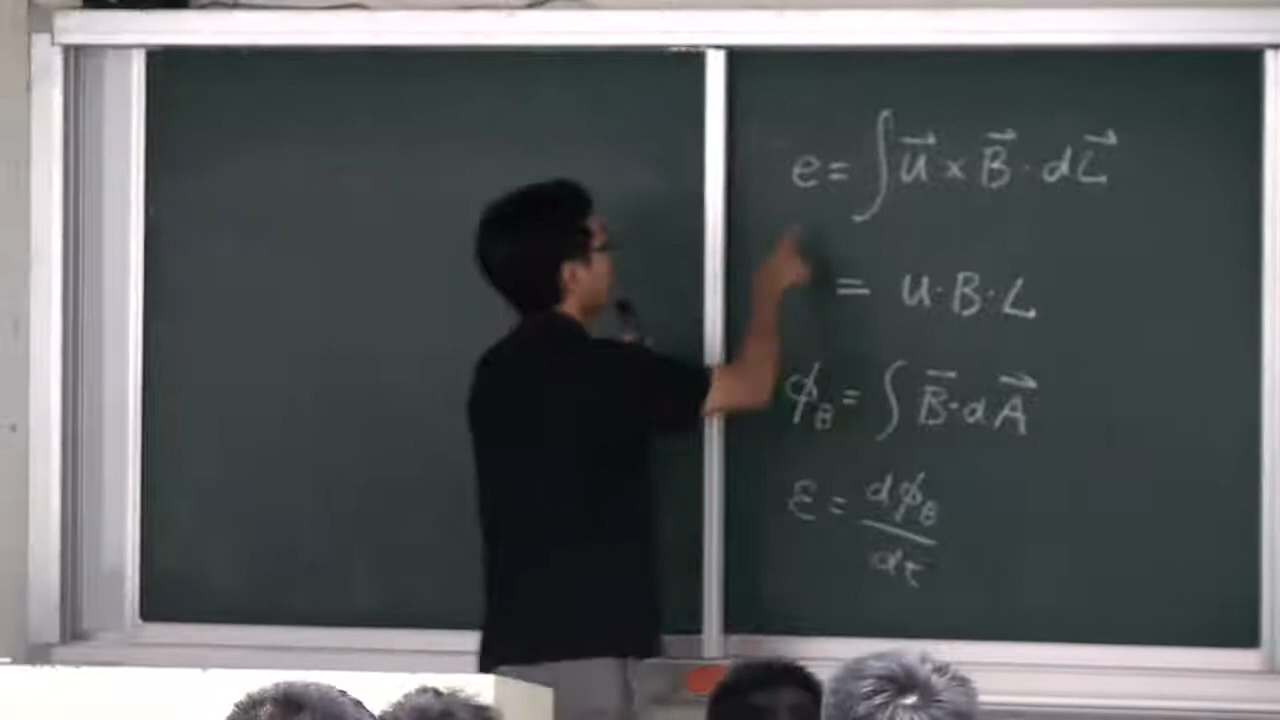 e = ∫ u⃗ × B⃗ · dL⃗
= u·B·L
ϕ_B = ∫ B⃗·dA⃗
ε = dϕ_B/dt